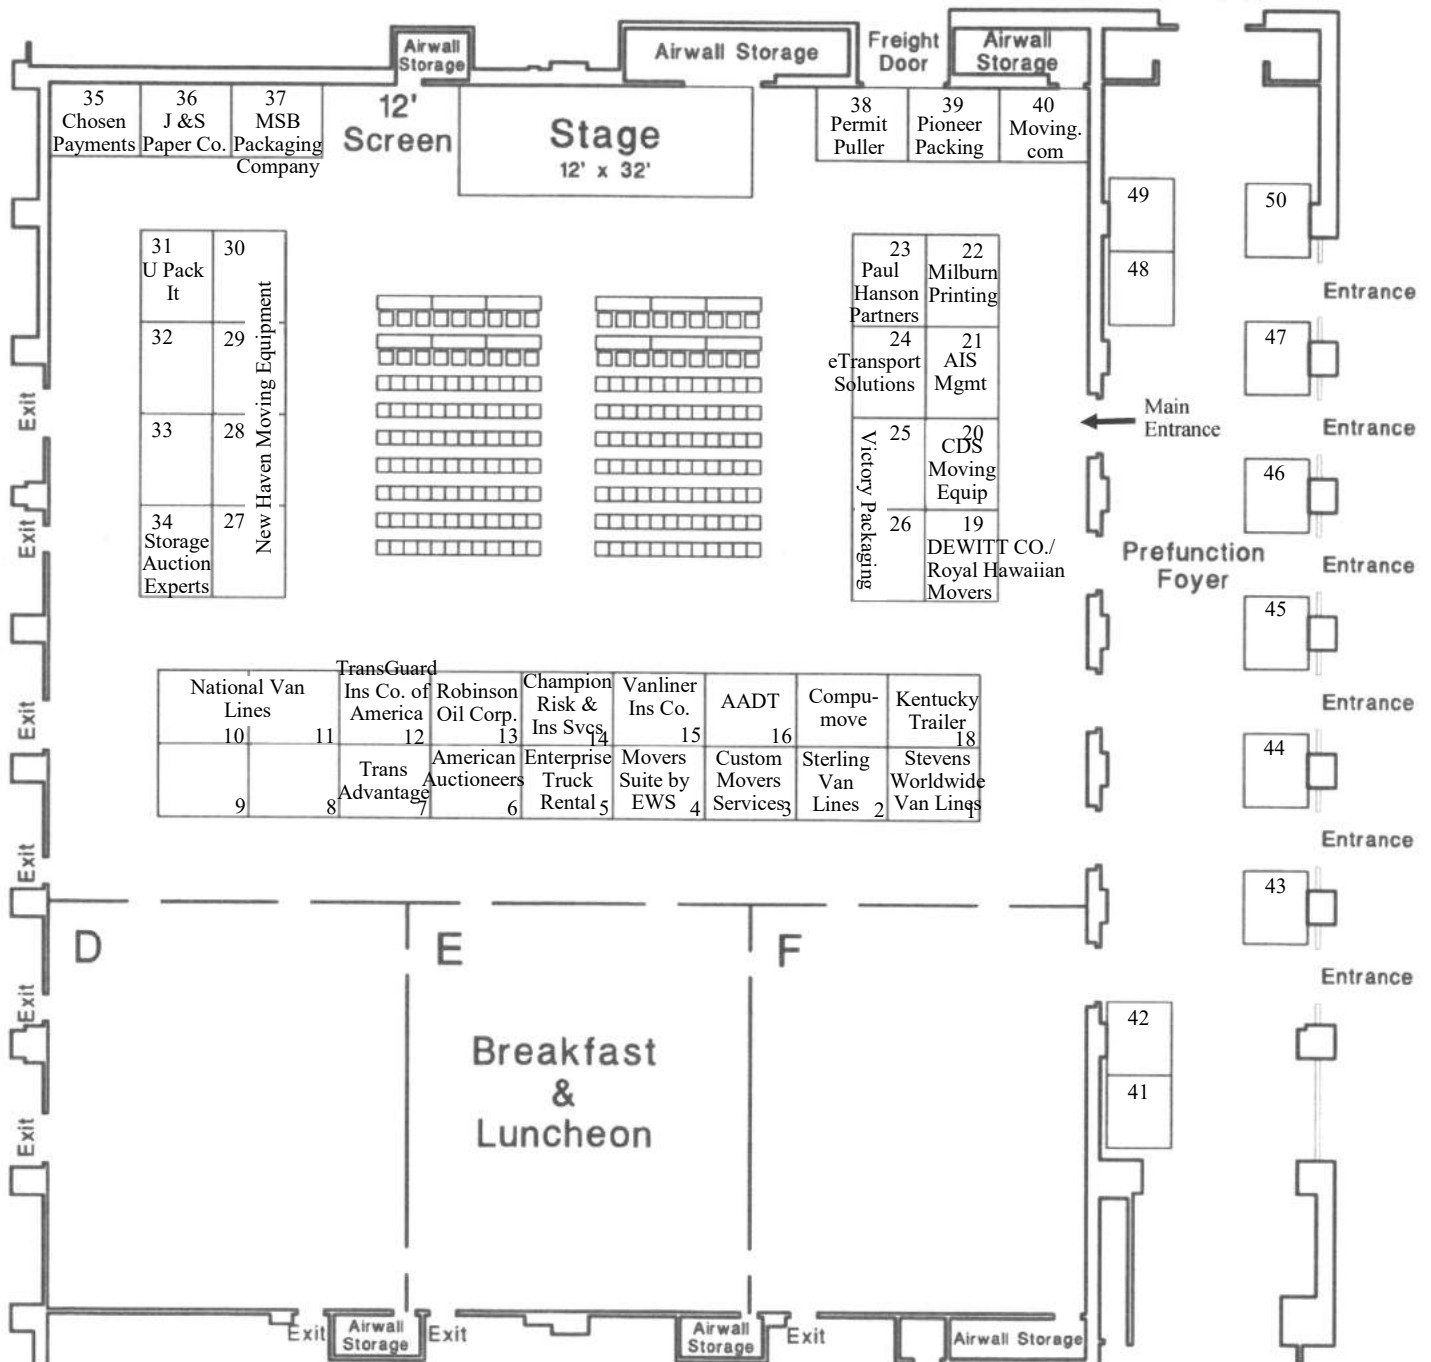 Airwall
Storage
Airwall Storage
Freight
Door
Airwall
Storage
35
Chosen
Payments
36
J &S
Paper Co.
37
MSB
Packaging
Company
12'
Screen
Stage
12' x 32'
38
Permit
Puller
39
Pioneer
Packing
40
Moving.
com
49
48
50
Entrance
31
U Pack
It
30
32
29
33
28
34
Storage
Auction
Experts
27
New Haven Moving Equipment
23
Paul
Hanson
Partners
22
Milburn
Printing
24
eTransport
Solutions
21
AIS
Mgmt
25
20
CDS
Moving
Equip
26
Victory Packaging
19
DEWITT CO./
Royal Hawaiian
Movers
Main
Entrance
47
Entrance
46
Prefunction
Foyer
Entrance
45
Entrance
44
Entrance
43
Entrance
42
41
Exit
Exit
Exit
Exit
Exit
Exit
National Van
Lines
10
11
TransGuard
Ins Co. of
America
12
Robinson
Oil Corp.
13
Champion
Risk &
Ins Svcs
14
Vanliner
Ins Co.
15
AADT
16
Compu-
move
Kentucky
Trailer
18
9
8
Trans
Advantage
7
American
Auctioneers
6
Enterprise
Truck
Rental
5
Movers
Suite by
EWS
4
Custom
Movers
Services
3
Sterling
Van
Lines
2
Stevens
Worldwide
Van Lines
1
D
E
F
Breakfast
&
Luncheon
Exit
Airwall
Storage
Exit
Airwall
Storage
Exit
Airwall Storage